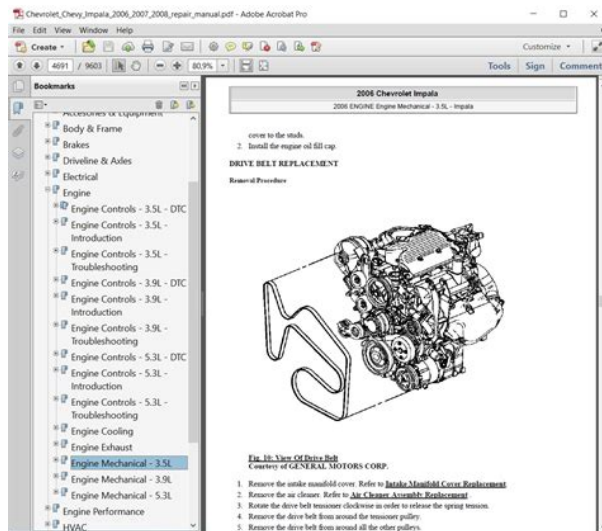 Chevrolet_Chevy_Impala_2006_2007_2008_repair_manual.pdf - Adobe Acrobat Pro
File Edit View Window Help
Create
Customize
4691 / 9603
80.9%
Tools Sign Comment
Bookmarks
Accesories & Equipment
Body & Frame
Brakes
Driveline & Axles
Electrical
Engine
Engine Controls - 3.5L - DTC
Engine Controls - 3.5L -
Introduction
Engine Controls - 3.5L -
Troubleshooting
Engine Controls - 3.9L - DTC
Engine Controls - 3.9L -
Introduction
Engine Controls - 3.9L -
Troubleshooting
Engine Controls - 5.3L - DTC
Engine Controls - 5.3L -
Introduction
Engine Controls - 5.3L -
Troubleshooting
Engine Cooling
Engine Exhaust
Engine Mechanical - 3.5L
Engine Mechanical - 3.9L
Engine Mechanical - 5.3L
Engine Performance
HVAC
2006 Chevrolet Impala
2006 ENGINE Engine Mechanical - 3.5L - Impala
cover to the studs.
2. Install the engine oil fill cap.
DRIVE BELT REPLACEMENT
Removal Procedure
Fig. 10: View Of Drive Belt
Courtesy of GENERAL MOTORS CORP.
1. Remove the intake manifold cover. Refer to Intake Manifold Cover Replacement.
2. Remove the air cleaner. Refer to Air Cleaner Assembly Replacement.
3. Rotate the drive belt tensioner clockwise in order to release the spring tension.
4. Remove the drive belt from around the tensioner pulley.
5. Remove the drive belt from around all the other pulleys.